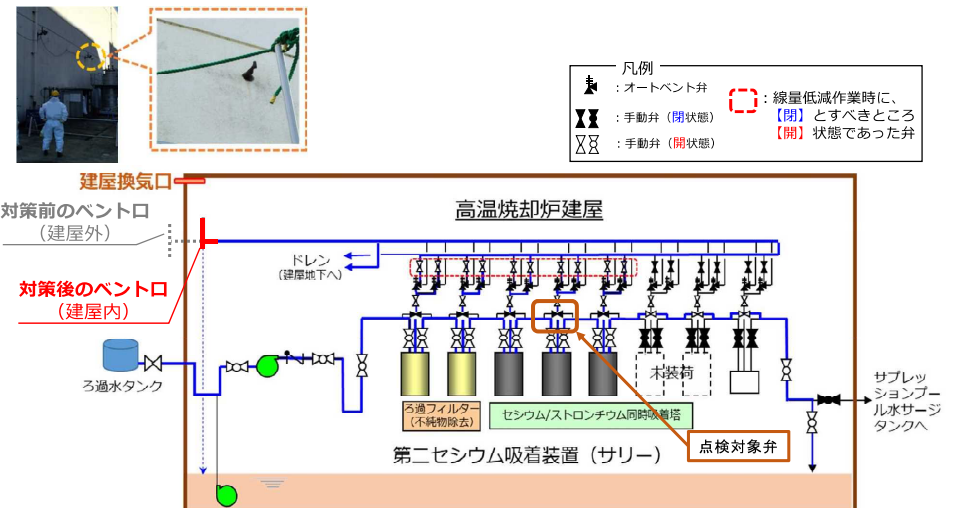 凡例
：オートベント弁
：手動弁（閉状態）
：手動弁（開状態）
：線量低減作業時に、
【閉】とすべきところ
【開】状態であった弁
建屋換気口
対策前のベント口
（建屋外）
高温焼却炉建屋
ドレン
（建屋地下へ）
対策後のベント口
（建屋内）
ろ過水タンク
未装荷
サプレッ
ションプー
ル水サージ
タンクへ
ろ過フィルター
（不純物除去）
セシウム/ストロンチウム同時吸着塔
点検対象弁
第二セシウム吸着装置（サリー）